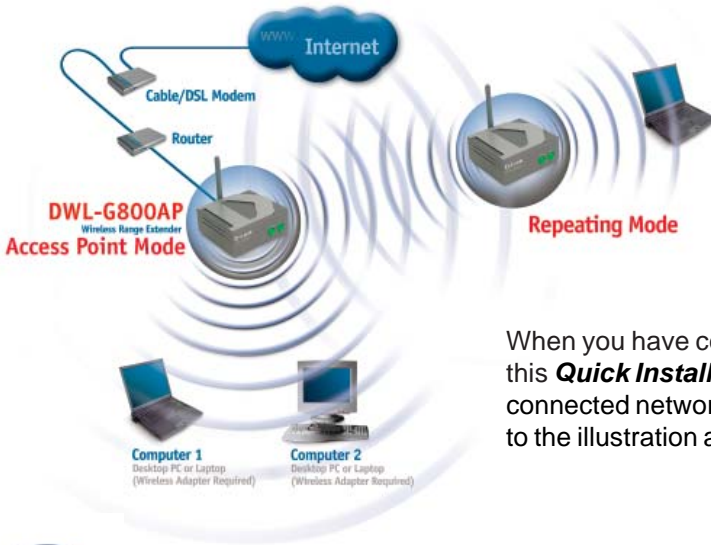 www.
Internet
Cable/DSL Modem
Router
DWL-G800AP
Wireless Range Extender
Access Point Mode
Repeating Mode
When you have co
this Quick Install
connected networ
to the illustration a
Computer 1
Desktop PC or Laptop
(Wireless Adapter Required)
Computer 2
Desktop PC or Laptop
(Wireless Adapter Required)